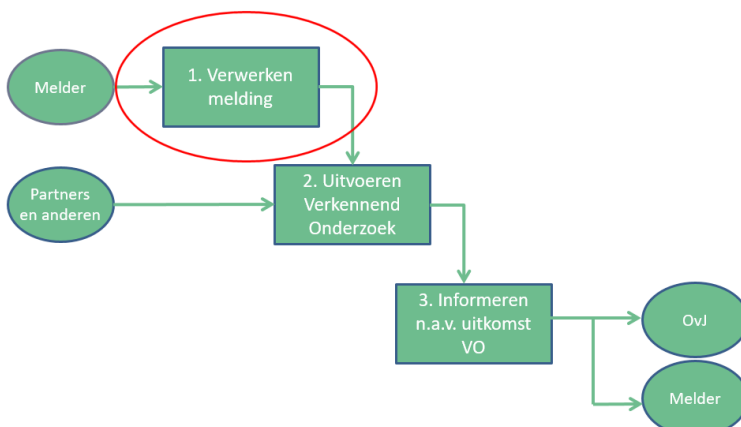 Melder
1. Verwerken
melding
Partners
en anderen
2. Uitvoeren
Verkennend
Onderzoek
3. Informeren
n.a.v. uitkomst
VO
OvJ
Melder